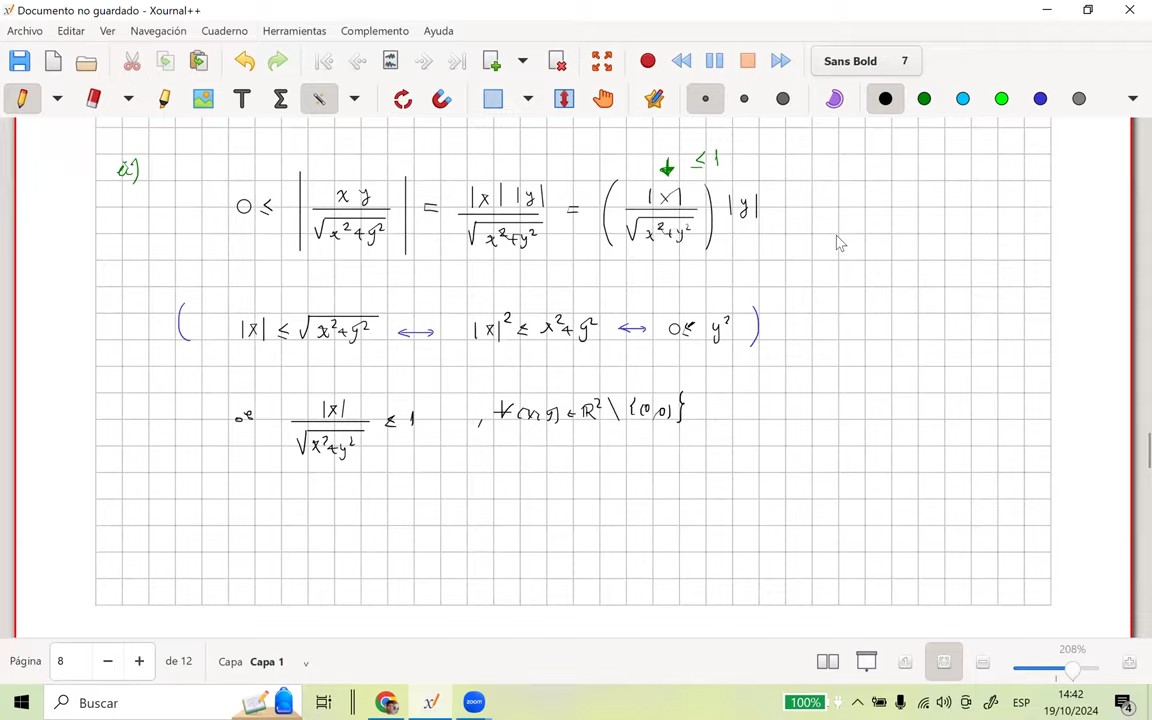 Documento no guardado - Xournal++
Archivo Editar Ver Navegación Cuaderno Herramientas Complemento Ayuda
Sans Bold 7
↓ ≤ 1
ii)
0 ≤ | x y / √(x²+y²) | = |x| |y| / √(x²+y²) = ( |x| / √(x²+y²) ) |y|
( |x| ≤ √(x²+y²) ↔ |x|² ≤ x²+y² ↔ 0 ≤ y² )
|x| / √(x²+y²) ≤ 1 , ∀(x,y) ∈ ℝ² \ {(0,0)}
Página 8 de 12 Capa Capa 1
208%
Buscar
zoom
100%
ESP
14:42
19/10/2024
4